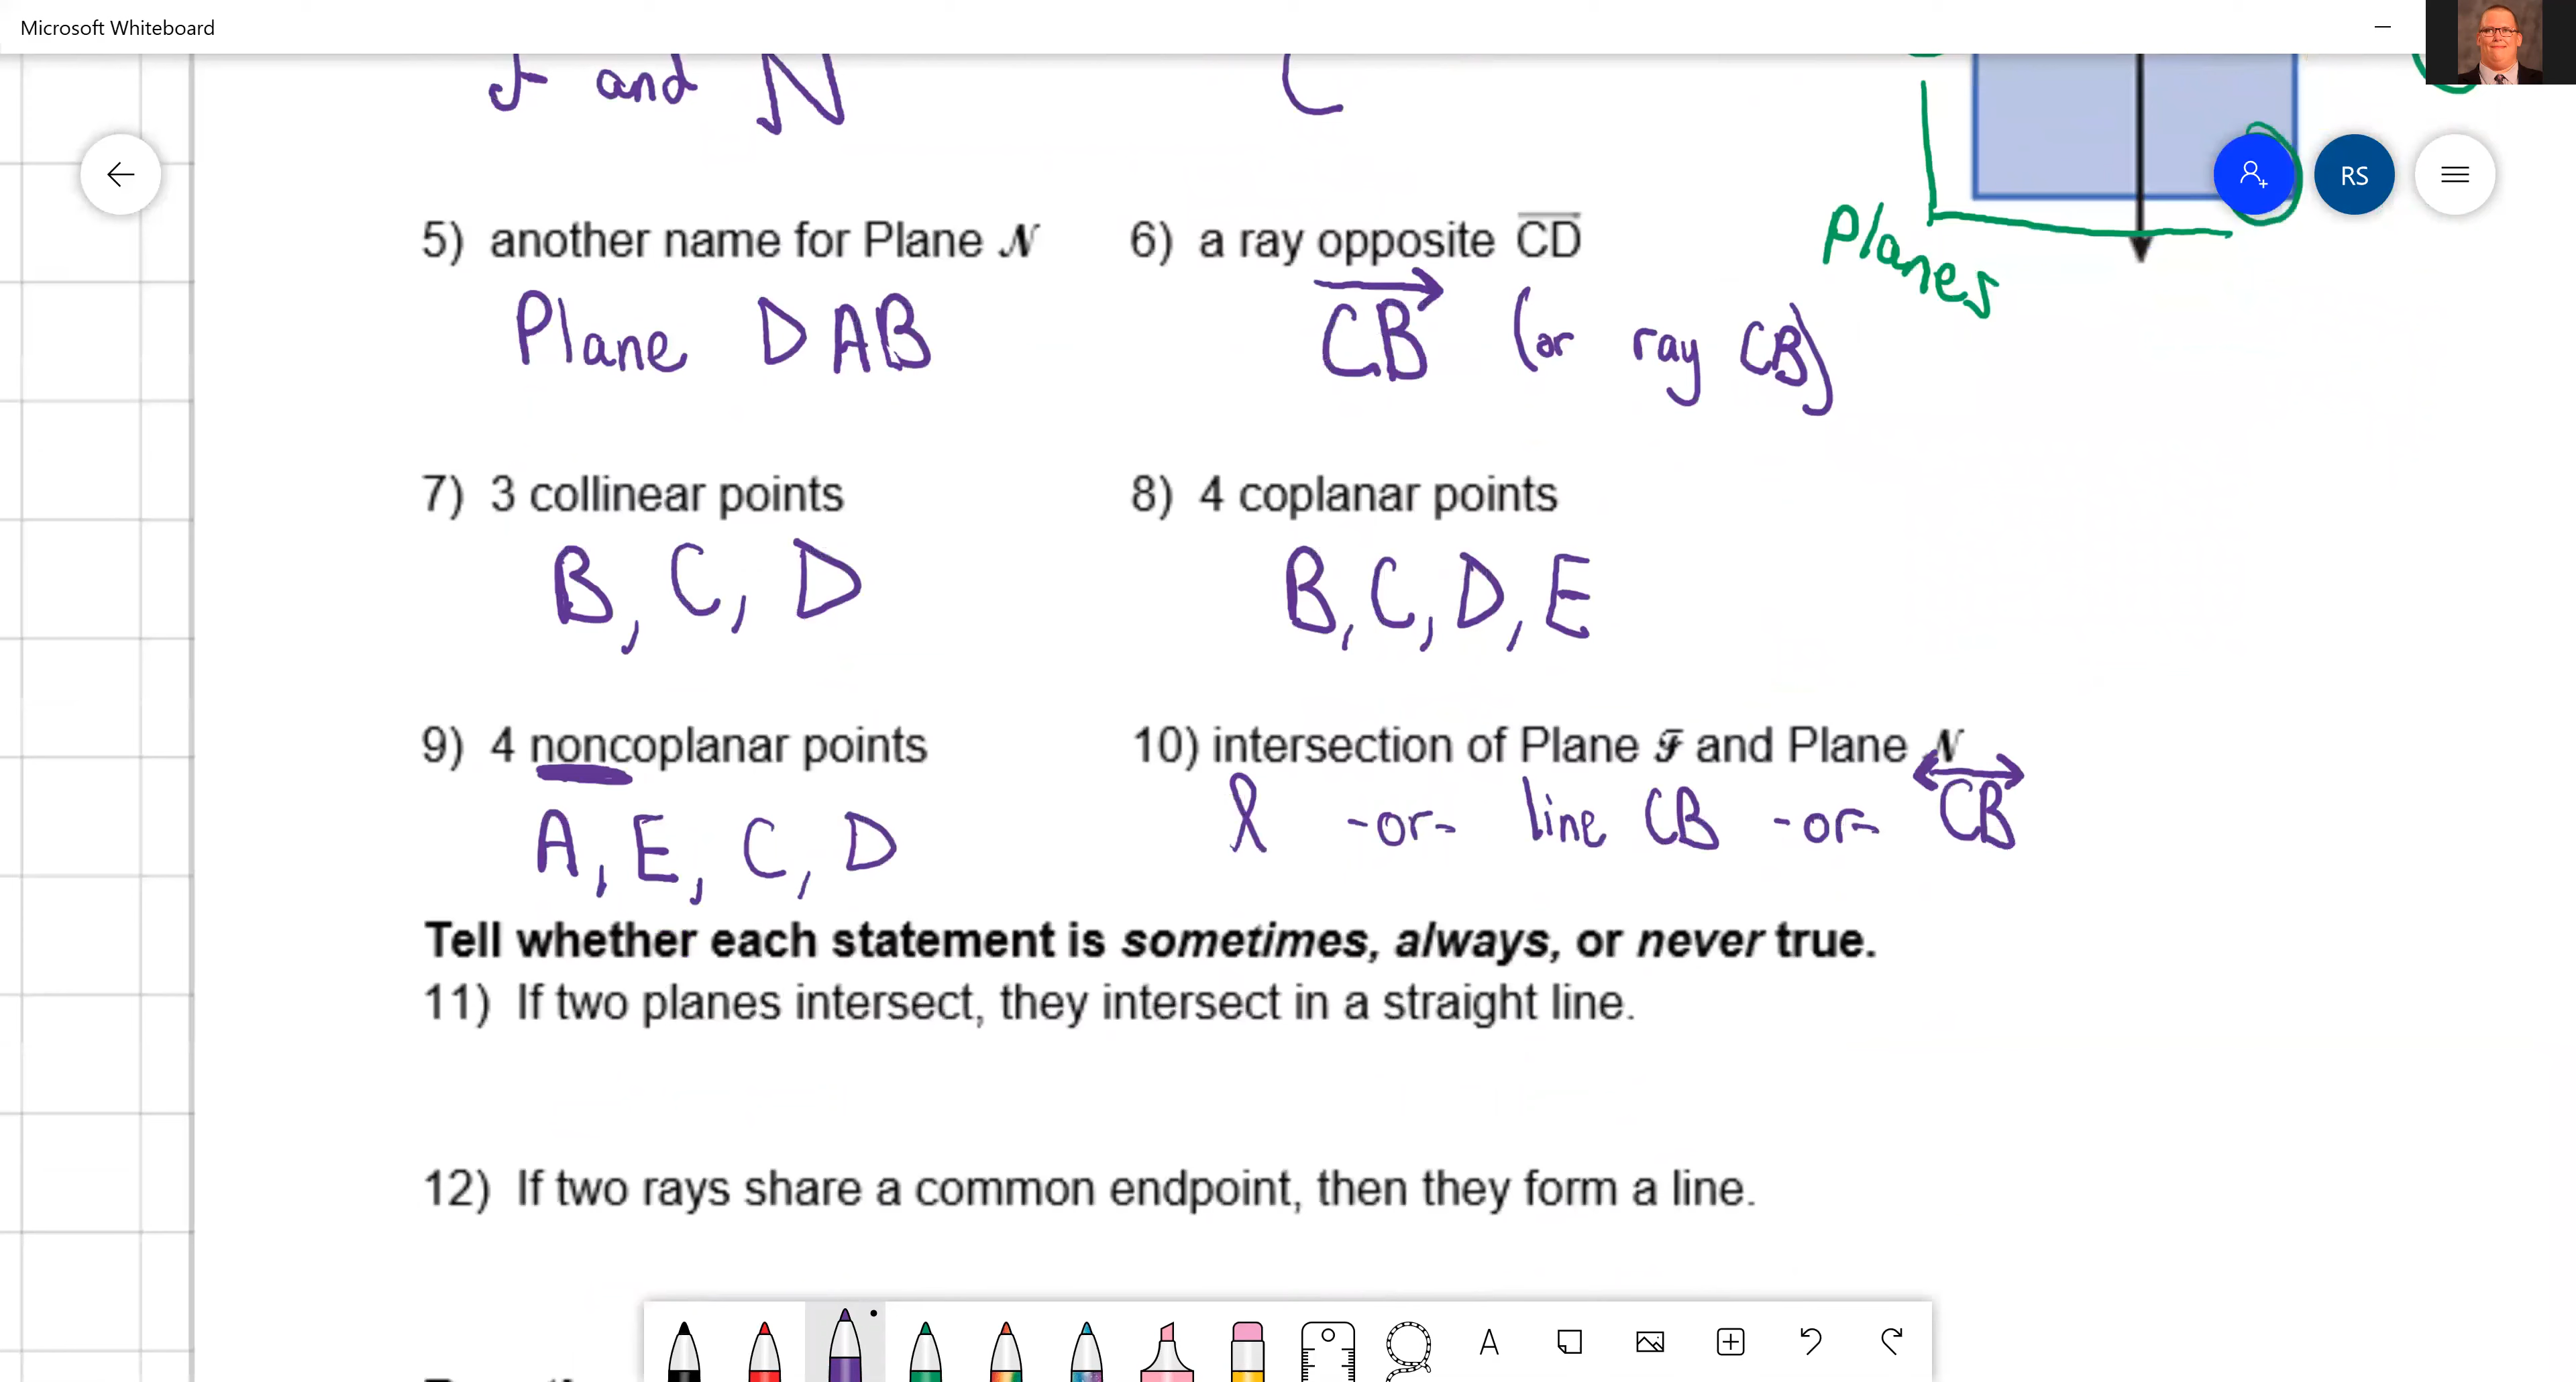 Microsoft Whiteboard
F and N C
RS
5) another name for Plane 𝒩 6) a ray opposite C͞D͞
Planes
Plane DAB CB (or ray CB)
7) 3 collinear points 8) 4 coplanar points
B, C, D B, C, D, E
9) 4 noncoplanar points 10) intersection of Plane ℱ and Plane 𝒩
A, E, C, D ℓ -or- line CB -or- CB
Tell whether each statement is sometimes, always, or never true.
11) If two planes intersect, they intersect in a straight line.
12) If two rays share a common endpoint, then they form a line.
A